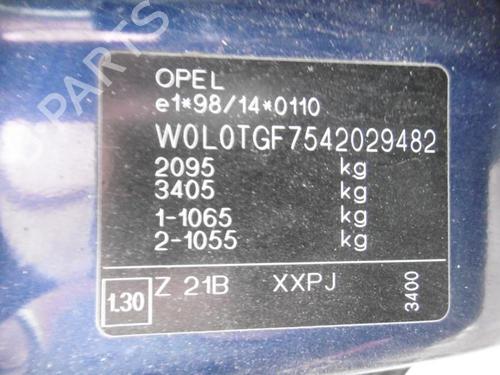 OPEL
e1*98/14*0110
W0L0TGF7542029482
2095 kg
3405 kg
1-1065 kg
2-1055 kg
1.30 Z 21B XXPJ 3400
PARTS